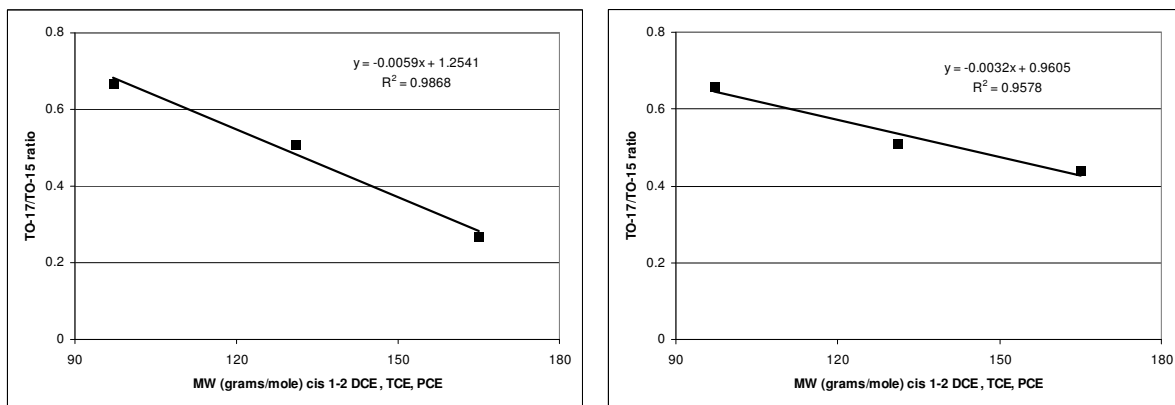 0.8
y = -0.0059x + 1.2541
R² = 0.9868
0.6
0.4
0.2
0
TO-17/TO-15 ratio
90 120 150 180
MW (grams/mole) cis 1-2 DCE , TCE, PCE
0.8
y = -0.0032x + 0.9605
R² = 0.9578
0.6
0.4
0.2
0
TO-17/TO-15 ratio
90 120 150 180
MW (grams/mole) cis 1-2 DCE, TCE, PCE